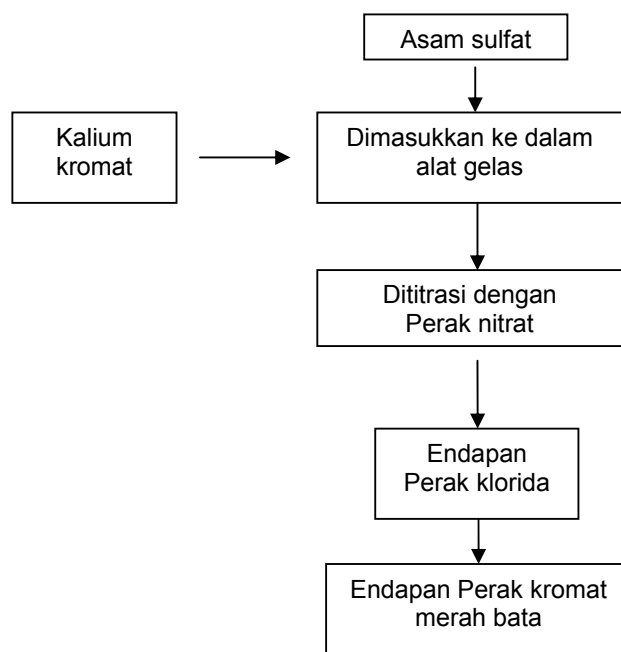 Asam sulfat
Kalium
kromat
Dimasukkan ke dalam
alat gelas
Dititrasi dengan
Perak nitrat
Endapan
Perak klorida
Endapan Perak kromat
merah bata